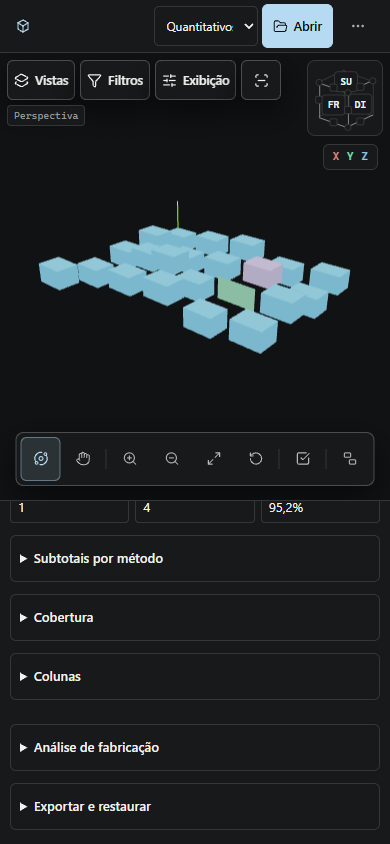 Quantitativo
Abrir
Vistas
Filtros
Exibição
Perspectiva
SU
FR
DI
X Y Z
1
4
95,2%
Subtotais por método
Cobertura
Colunas
Análise de fabricação
Exportar e restaurar